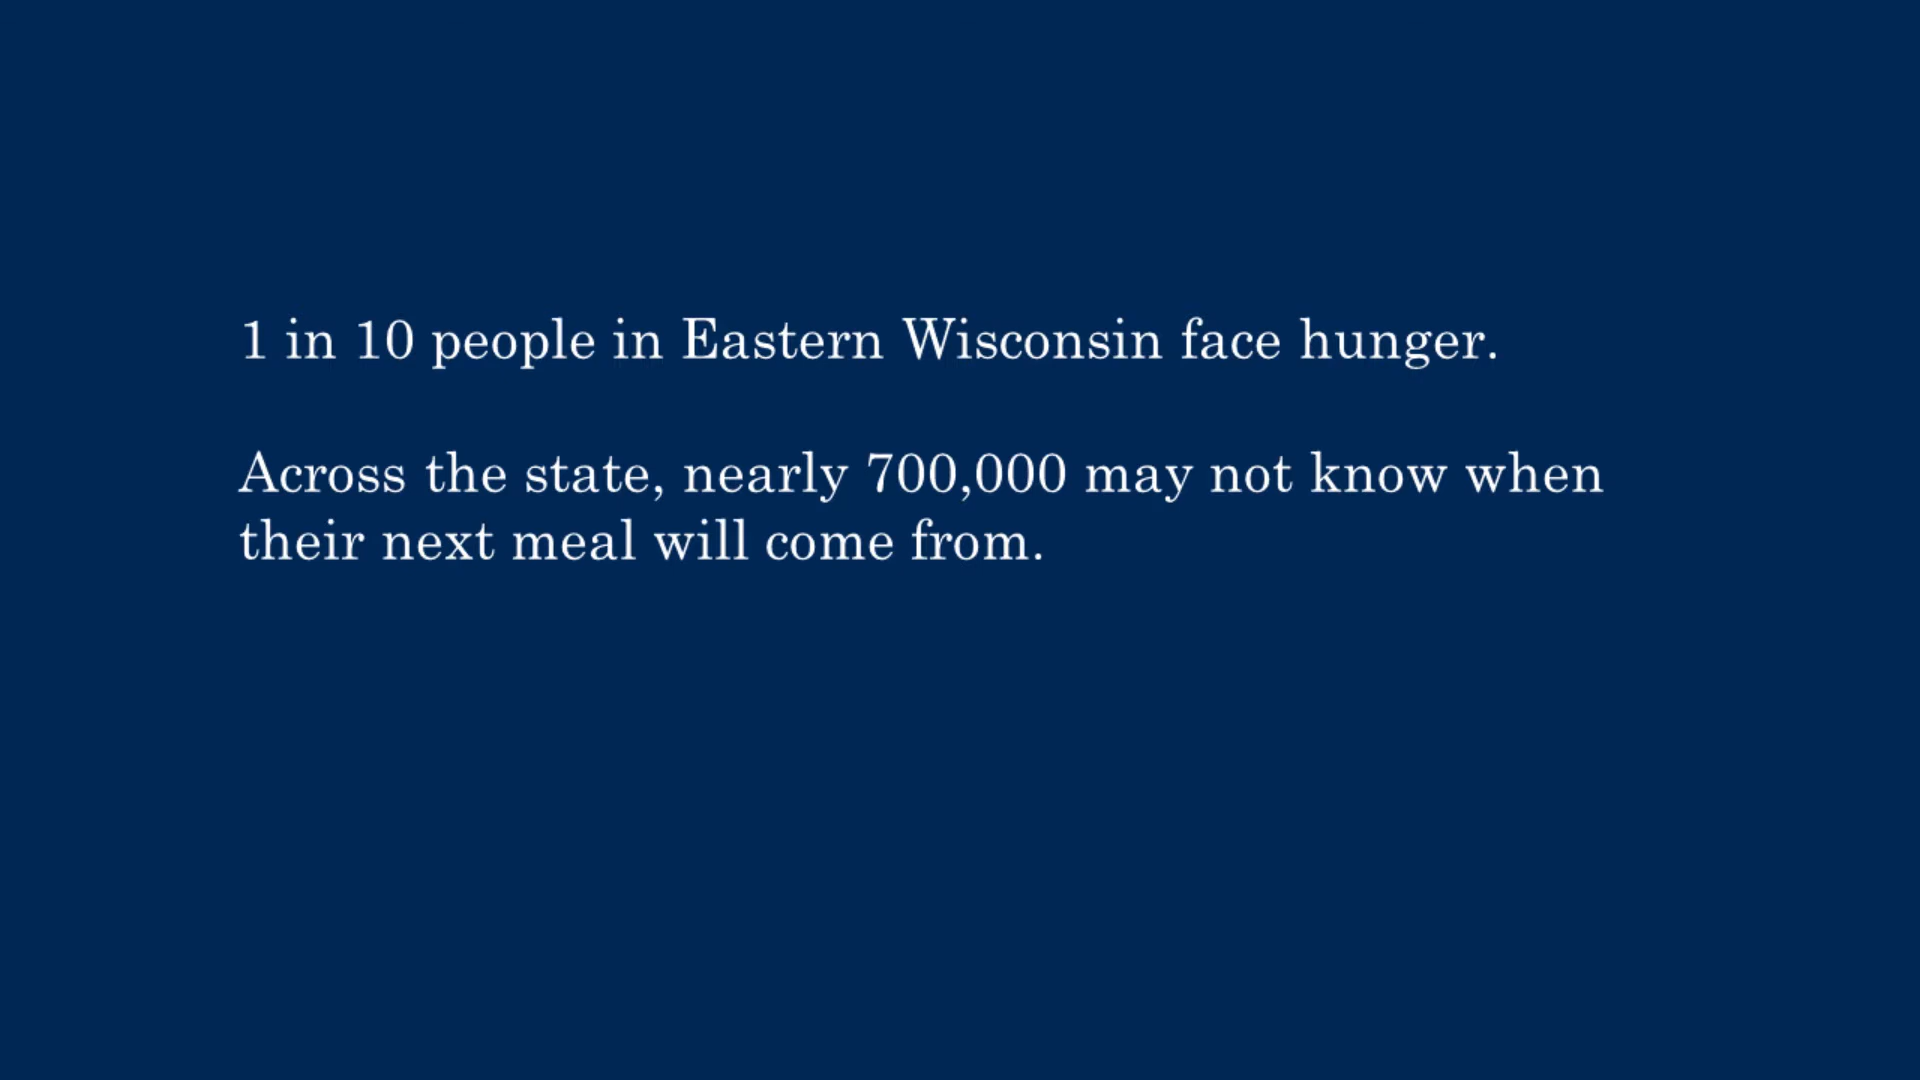 1 in 10 people in Eastern Wisconsin face hunger.
Across the state, nearly 700,000 may not know when
their next meal will come from.